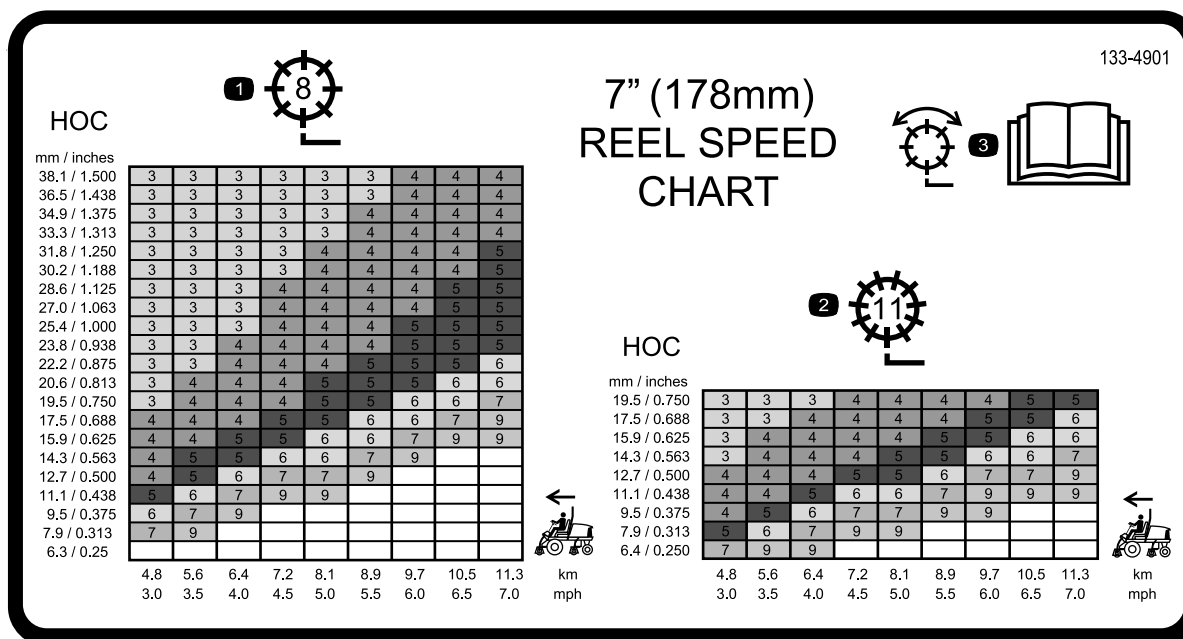 133-4901
7” (178mm)
REEL SPEED
CHART
1
8
3
HOC
mm / inches
38.1 / 1.500 3 3 3 3 3 3 4 4 4
36.5 / 1.438 3 3 3 3 3 3 4 4 4
34.9 / 1.375 3 3 3 3 3 4 4 4 4
33.3 / 1.313 3 3 3 3 3 4 4 4 4
31.8 / 1.250 3 3 3 3 4 4 4 4 5
30.2 / 1.188 3 3 3 3 4 4 4 4 5
28.6 / 1.125 3 3 3 4 4 4 4 5 5
27.0 / 1.063 3 3 3 4 4 4 4 5 5
25.4 / 1.000 3 3 3 4 4 4 5 5 5
23.8 / 0.938 3 3 4 4 4 4 5 5 5
22.2 / 0.875 3 3 4 4 4 5 5 5 6
20.6 / 0.813 3 4 4 4 5 5 5 6 6
19.5 / 0.750 3 4 4 4 5 5 6 6 7
17.5 / 0.688 4 4 4 5 5 6 6 7 9
15.9 / 0.625 4 4 5 5 6 6 7 9 9
14.3 / 0.563 4 5 5 6 6 7 9
12.7 / 0.500 4 5 6 7 7 9
11.1 / 0.438 5 6 7 9 9
9.5 / 0.375 6 7 9
7.9 / 0.313 7 9
6.3 / 0.25
4.8 5.6 6.4 7.2 8.1 8.9 9.7 10.5 11.3 km
3.0 3.5 4.0 4.5 5.0 5.5 6.0 6.5 7.0 mph
2
11
HOC
mm / inches
19.5 / 0.750 3 3 3 4 4 4 4 5 5
17.5 / 0.688 3 3 4 4 4 4 5 5 6
15.9 / 0.625 3 4 4 4 4 5 5 6 6
14.3 / 0.563 3 4 4 4 5 5 6 6 7
12.7 / 0.500 4 4 4 5 5 6 7 7 9
11.1 / 0.438 4 4 5 6 6 7 9 9 9
9.5 / 0.375 4 5 6 7 7 9 9
7.9 / 0.313 5 6 7 9 9
6.4 / 0.250 7 9 9
4.8 5.6 6.4 7.2 8.1 8.9 9.7 10.5 11.3 km
3.0 3.5 4.0 4.5 5.0 5.5 6.0 6.5 7.0 mph